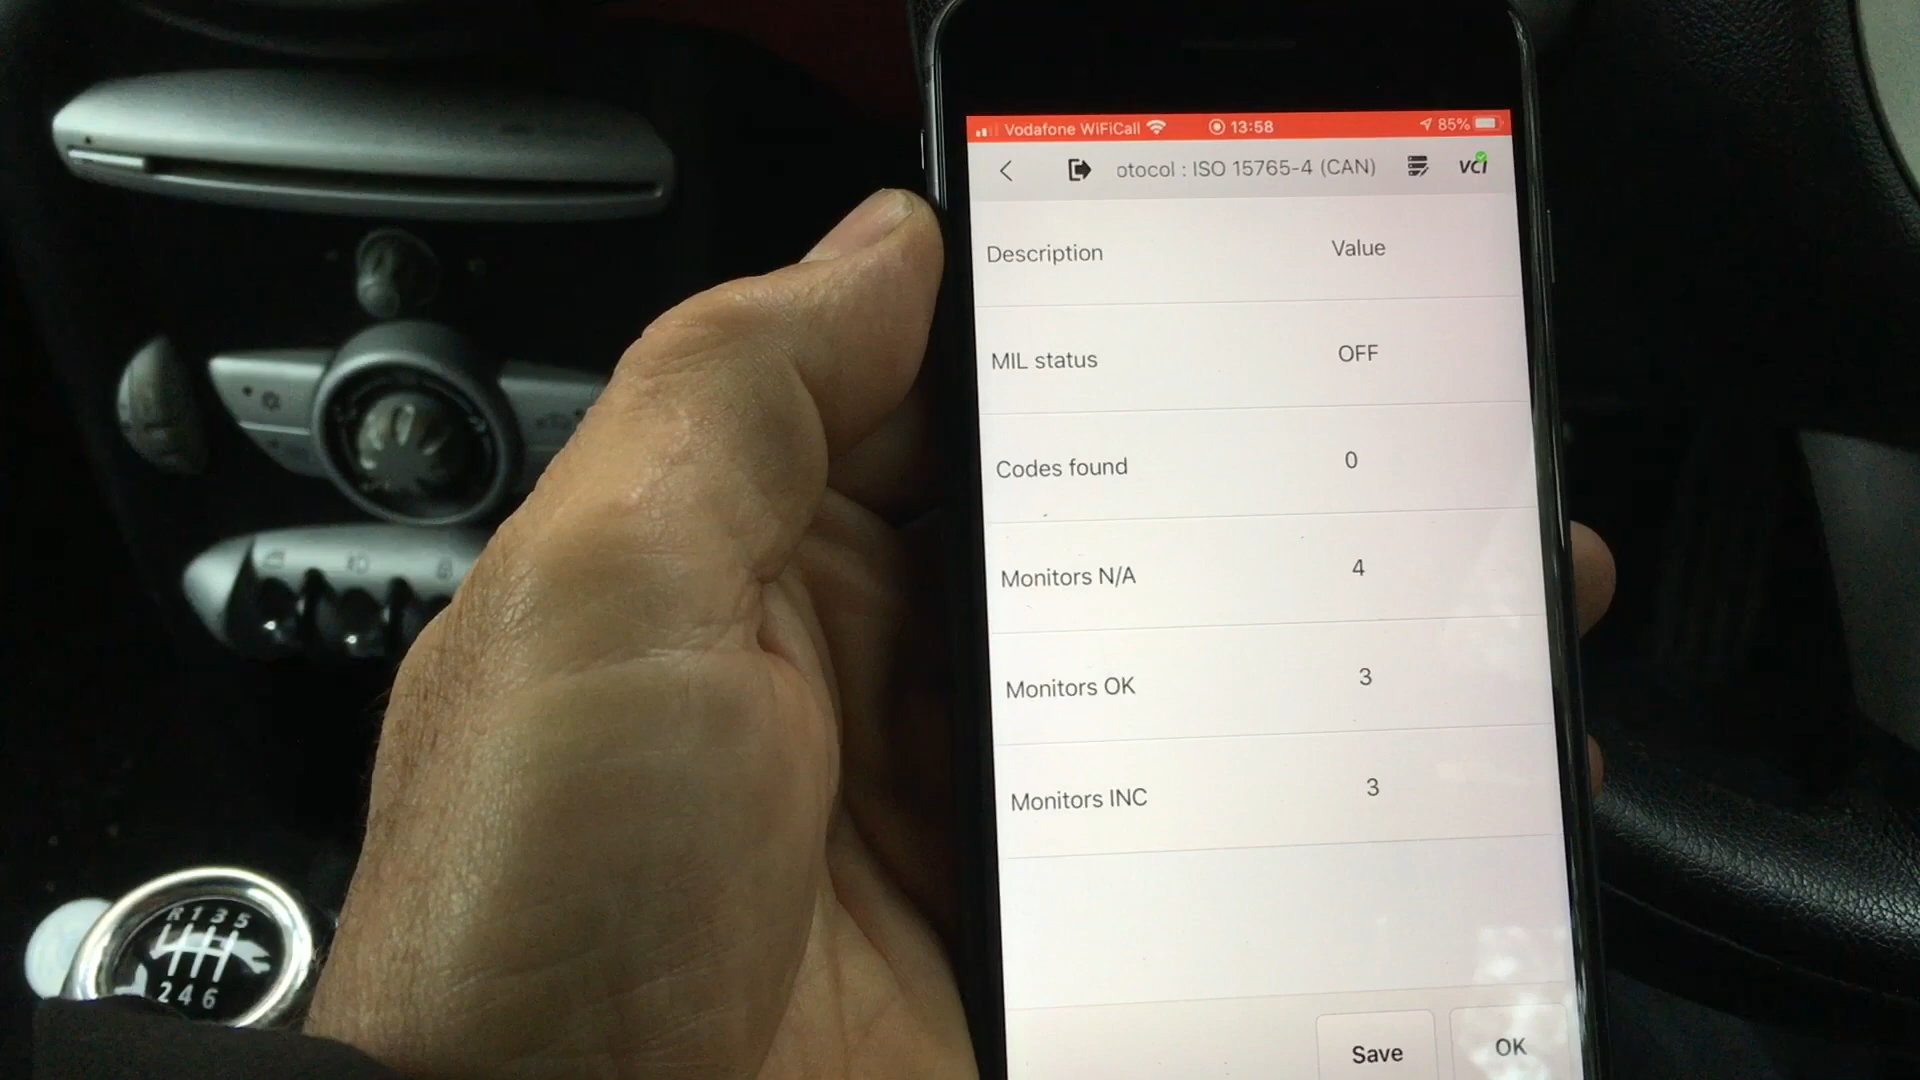 Vodafone WiFiCall 13:58 85%
otocol : ISO 15765-4 (CAN) VCI
Description Value
MIL status OFF
Codes found 0
Monitors N/A 4
Monitors OK 3
Monitors INC 3
Save OK
R 1 3 5
2 4 6